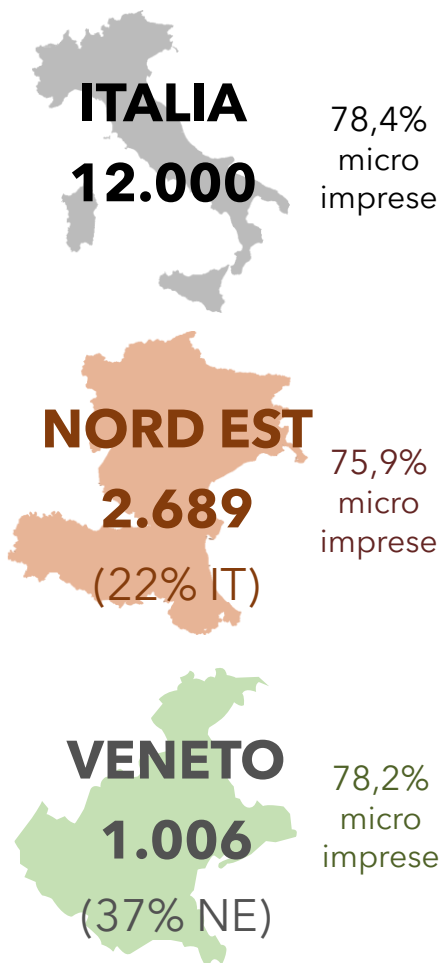 ITALIA
12.000
78,4%
micro
imprese
NORD EST
2.689
(22% IT)
75,9%
micro
imprese
VENETO
1.006
(37% NE)
78,2%
micro
imprese